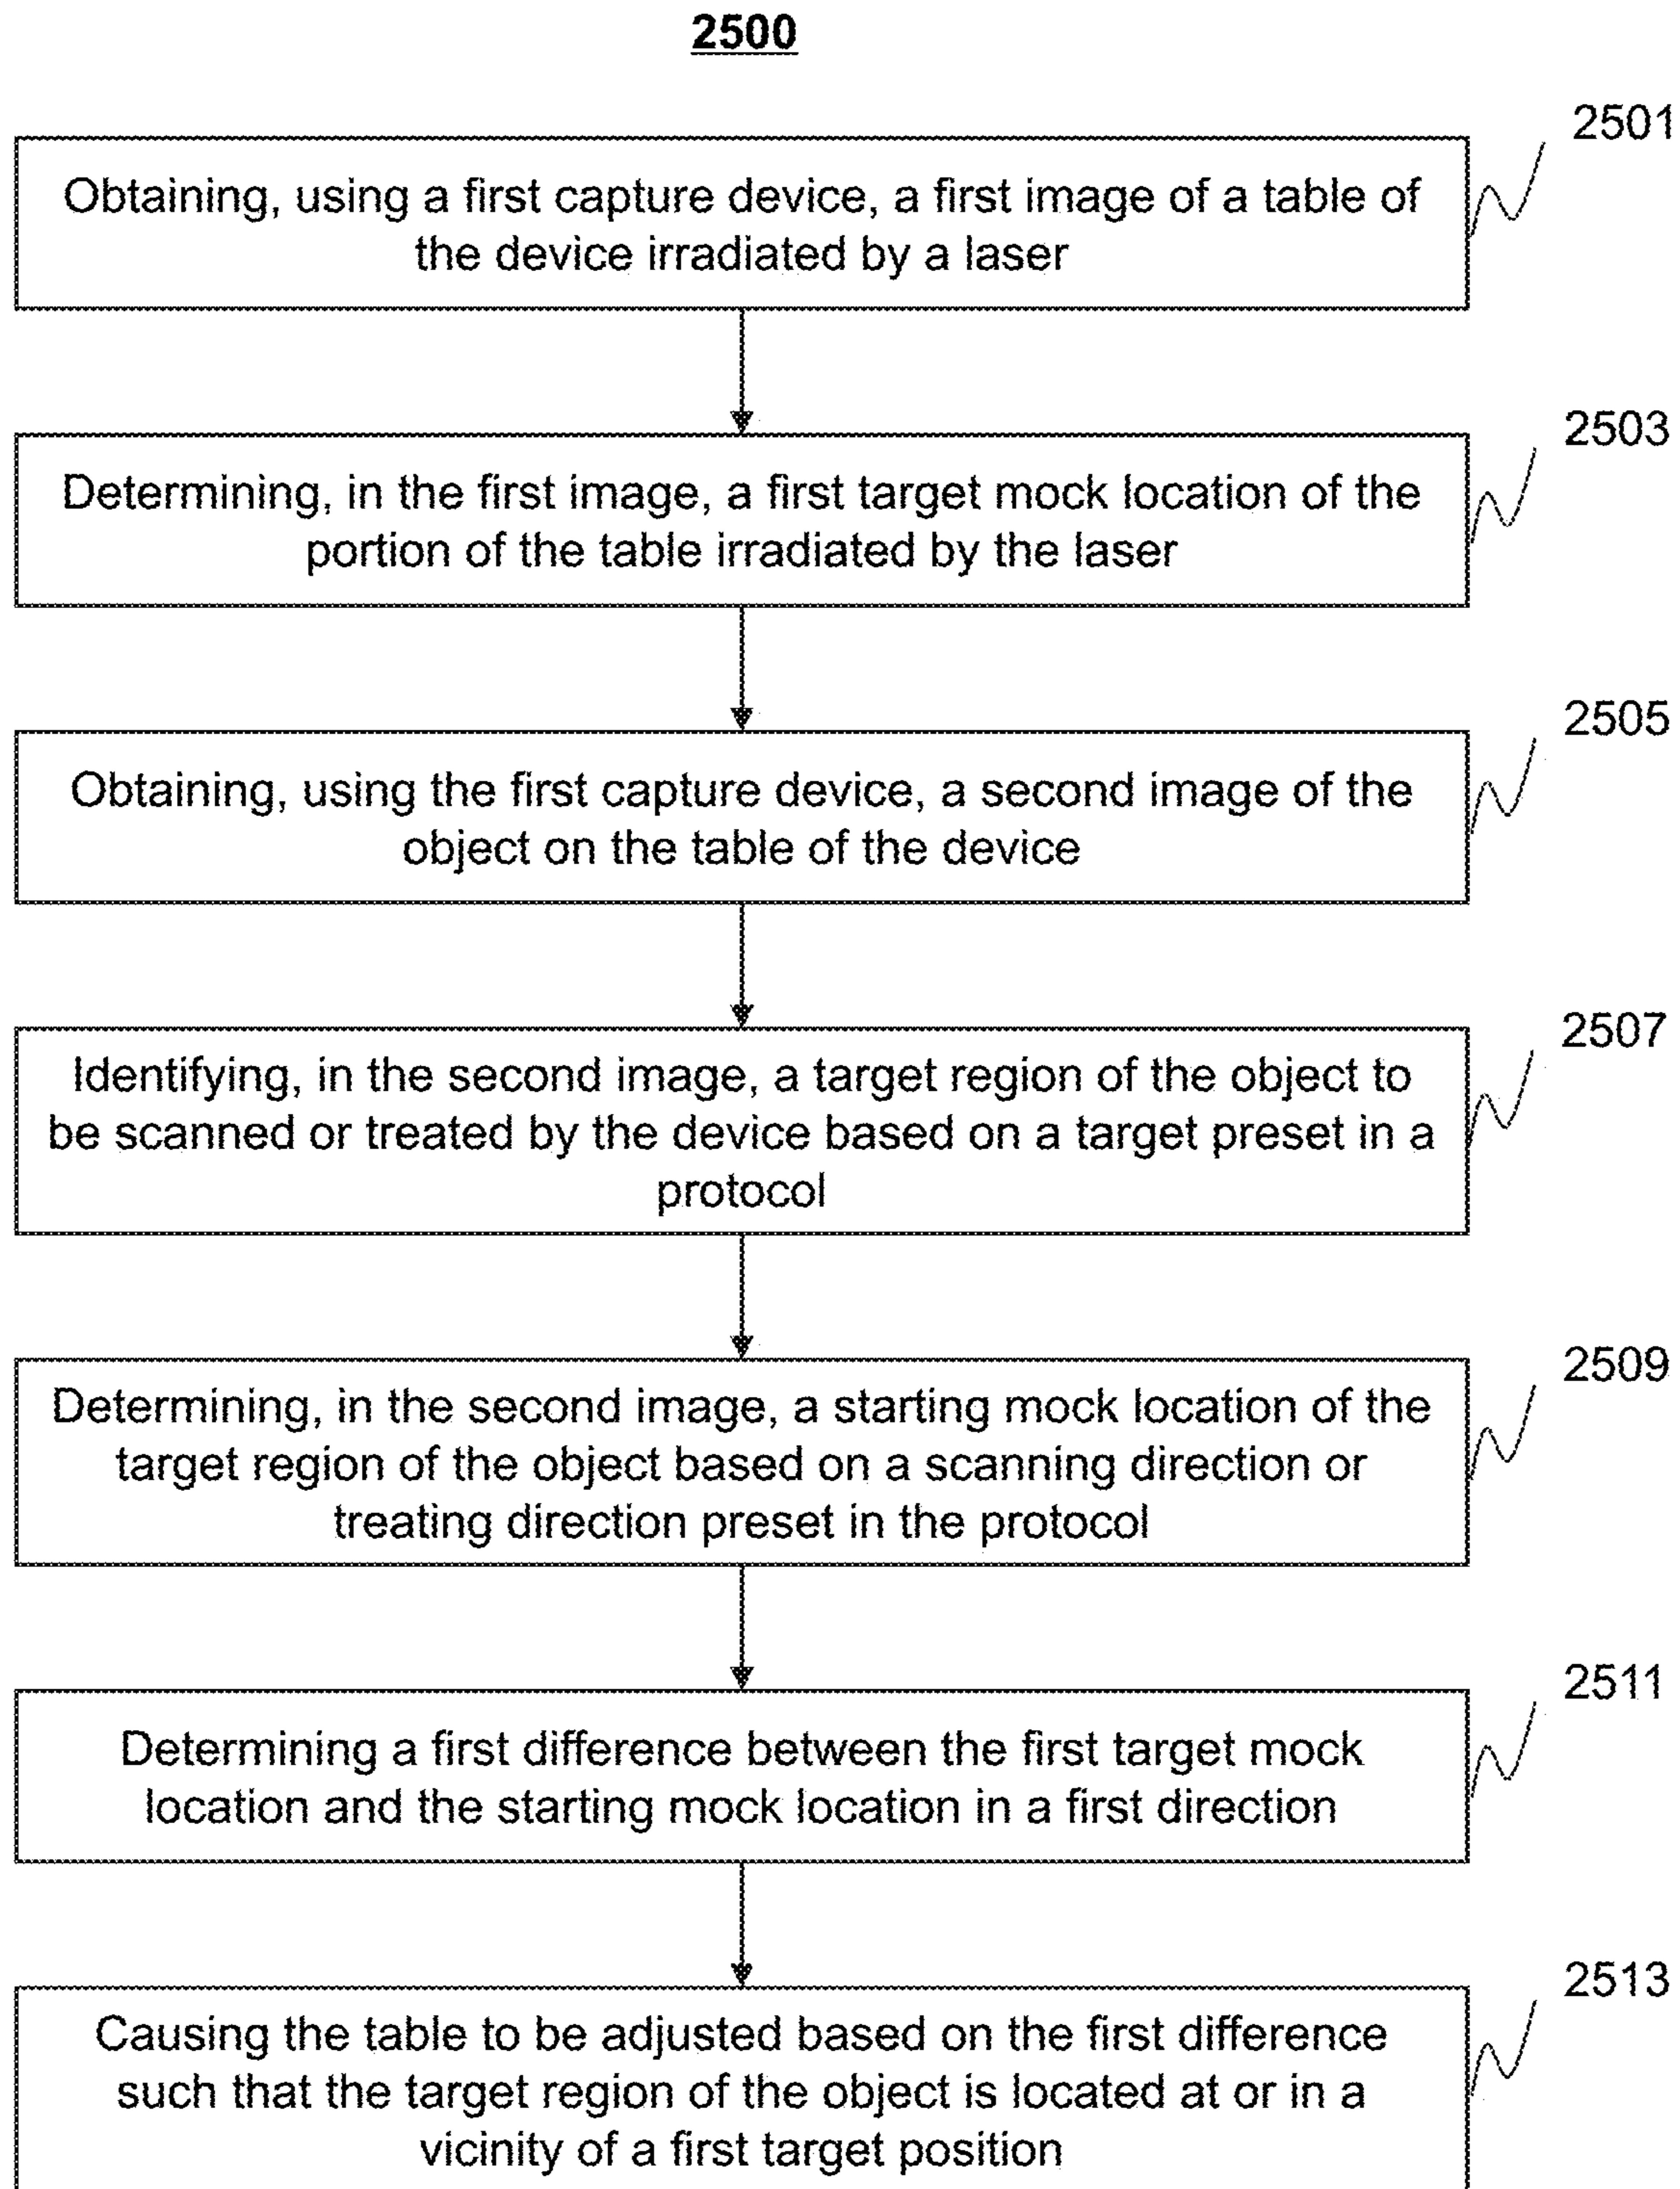 2500
2501
Obtaining, using a first capture device, a first image of a table of
the device irradiated by a laser
2503
Determining, in the first image, a first target mock location of the
portion of the table irradiated by the laser
2505
Obtaining, using the first capture device, a second image of the
object on the table of the device
2507
Identifying, in the second image, a target region of the object to
be scanned or treated by the device based on a target preset in a
protocol
2509
Determining, in the second image, a starting mock location of the
target region of the object based on a scanning direction or
treating direction preset in the protocol
2511
Determining a first difference between the first target mock
location and the starting mock location in a first direction
2513
Causing the table to be adjusted based on the first difference
such that the target region of the object is located at or in a
vicinity of a first target position